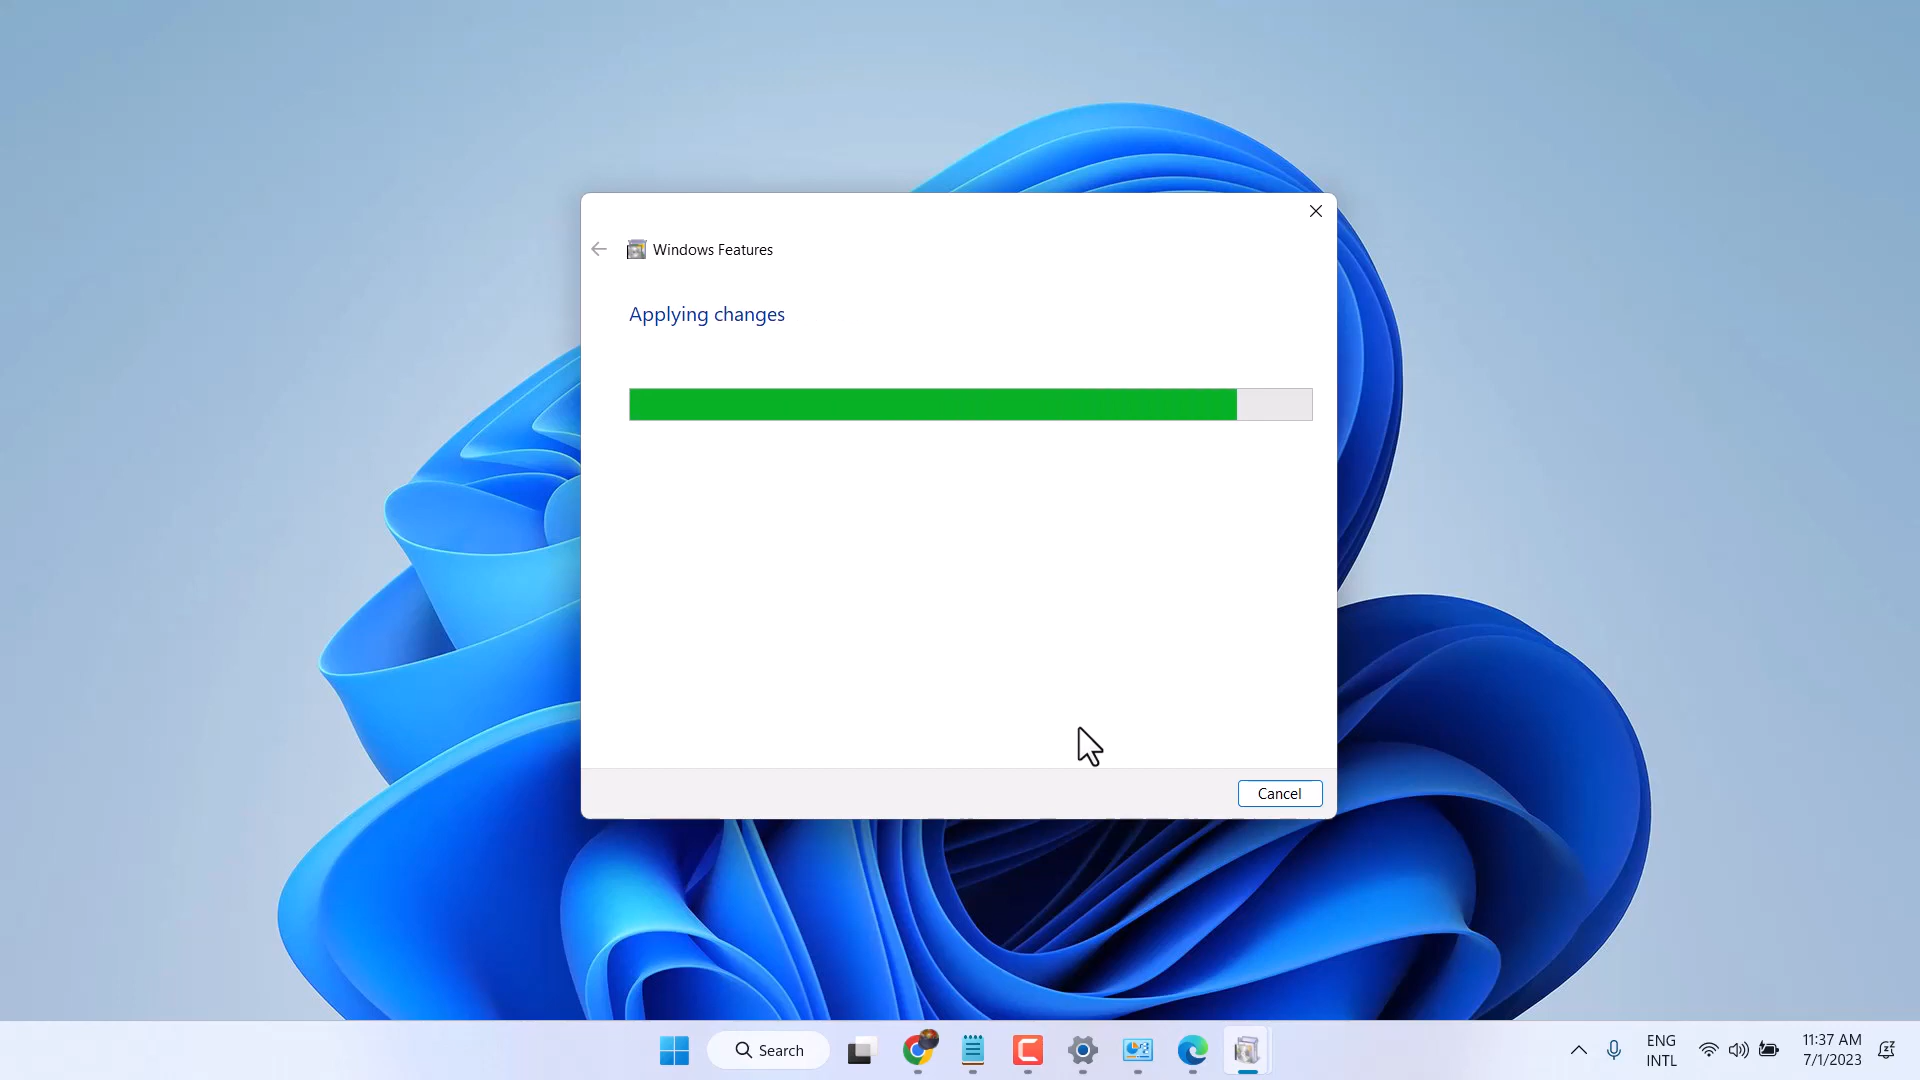 Windows Features
Applying changes
Cancel
Search
ENG
INTL
11:37 AM
7/1/2023